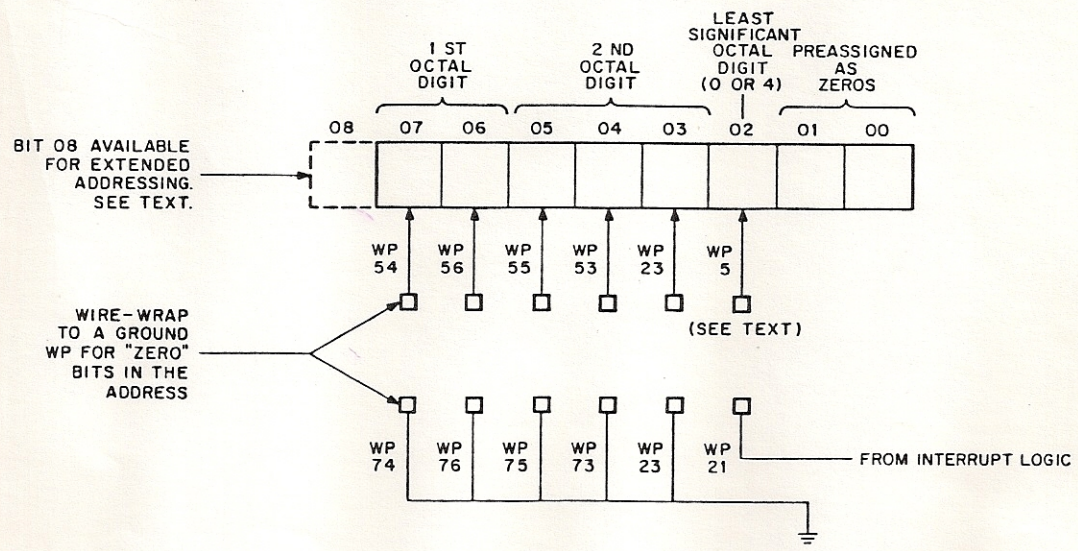 LEAST
SIGNIFICANT
OCTAL
DIGIT
(0 OR 4)
1 ST
OCTAL
DIGIT
2 ND
OCTAL
DIGIT
PREASSIGNED
AS
ZEROS
08 07 06 05 04 03 02 01 00
BIT 08 AVAILABLE
FOR EXTENDED
ADDRESSING.
SEE TEXT.
WP
54
WP
56
WP
55
WP
53
WP
23
WP
5
(SEE TEXT)
WIRE-WRAP
TO A GROUND
WP FOR "ZERO"
BITS IN THE
ADDRESS
WP
74
WP
76
WP
75
WP
73
WP
23
WP
21
FROM INTERRUPT LOGIC